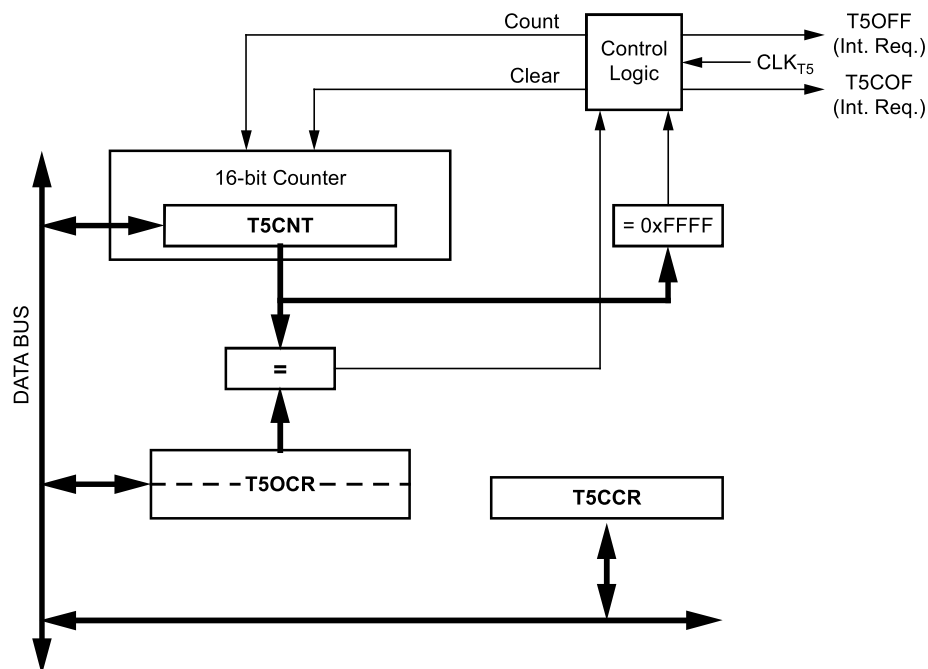 Count
Control
Logic
T5OFF
(Int. Req.)
CLKT5
Clear
T5COF
(Int. Req.)
16-bit Counter
T5CNT
= 0xFFFF
DATA BUS
=
T5OCR
T5CCR